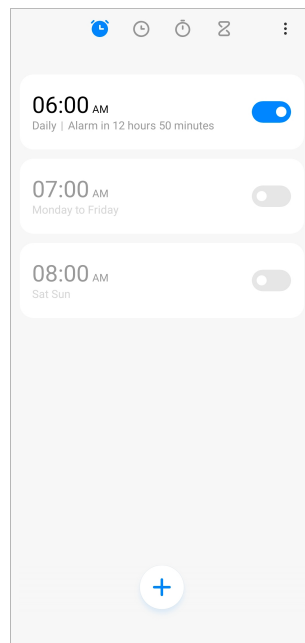 06:00 AM
Daily | Alarm in 12 hours 50 minutes
07:00 AM
Monday to Friday
08:00 AM
Sat Sun